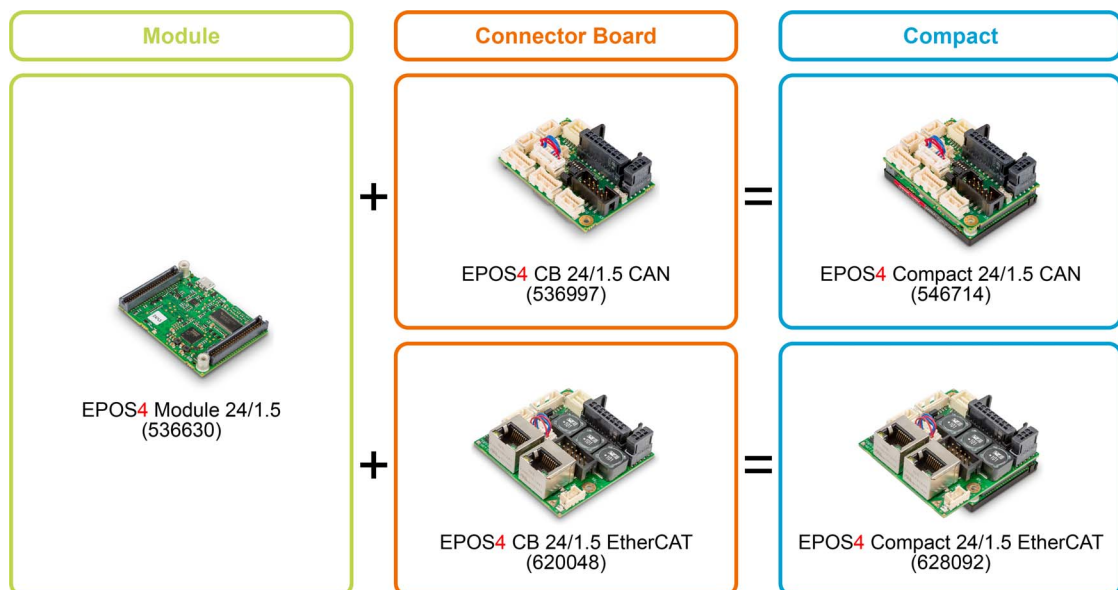 Module
Connector Board
Compact
+
=
EPOS4 CB 24/1.5 CAN
(536997)
EPOS4 Compact 24/1.5 CAN
(546714)
EPOS4 Module 24/1.5
(536630)
+
=
EPOS4 CB 24/1.5 EtherCAT
(620048)
EPOS4 Compact 24/1.5 EtherCAT
(628092)